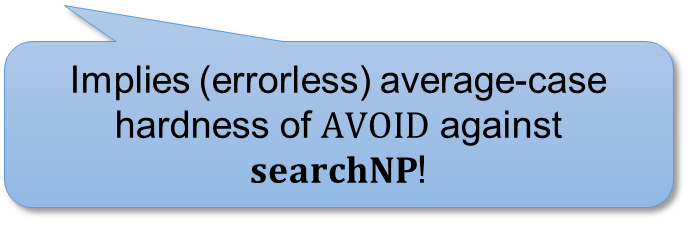 Implies (errorless) average-case
hardness of AVOID against
searchNP!